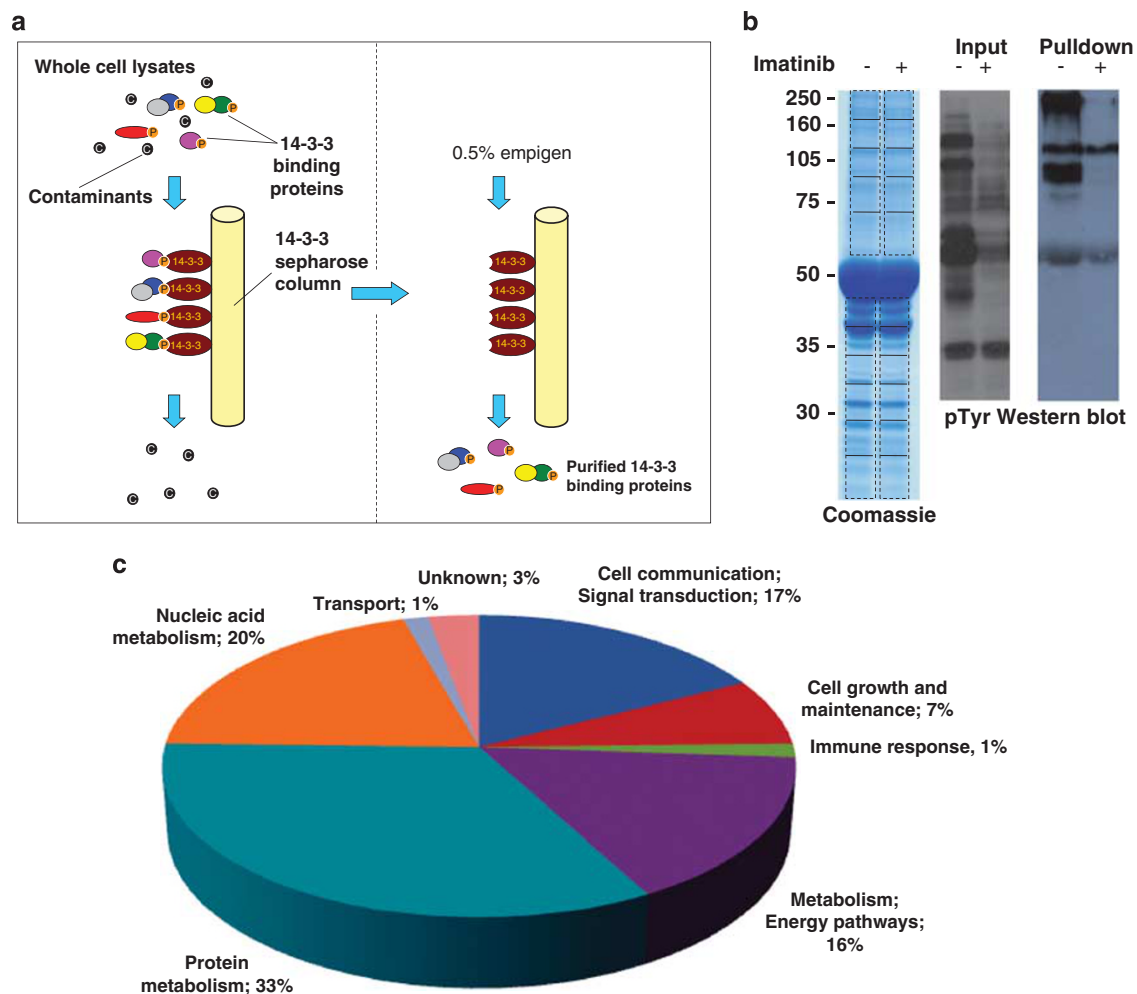 a
Whole cell lysates
C
P
P
C
C
P
P
C
C
14-3-3
binding
proteins
Contaminants
14-3-3
sepharose
column
P 14-3-3
P 14-3-3
P 14-3-3
P 14-3-3
C
C
C
C
C
0.5% empigen
14-3-3
14-3-3
14-3-3
14-3-3
P
P
P
P
Purified 14-3-3
binding proteins
b
Input
Pulldown
Imatinib
- +
- +
- +
250
160
105
75
50
35
30
Coomassie
pTyr Western blot
c
Unknown; 3%
Cell communication;
Signal transduction; 17%
Transport; 1%
Nucleic acid
metabolism; 20%
Cell growth and
maintenance; 7%
Immune response, 1%
Metabolism;
Energy pathways;
16%
Protein
metabolism; 33%